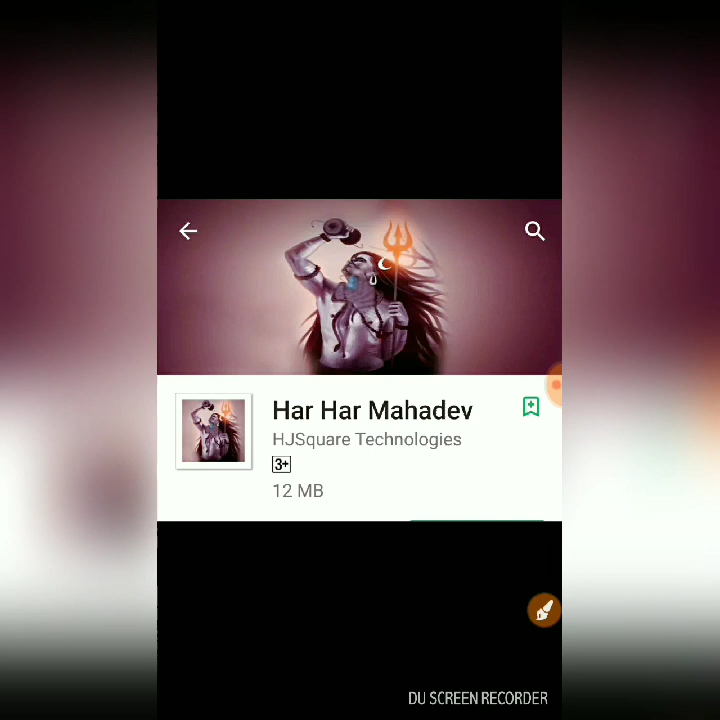 Har Har Mahadev
HJSquare Technologies
3+
12 MB
DU SCREEN RECORDER